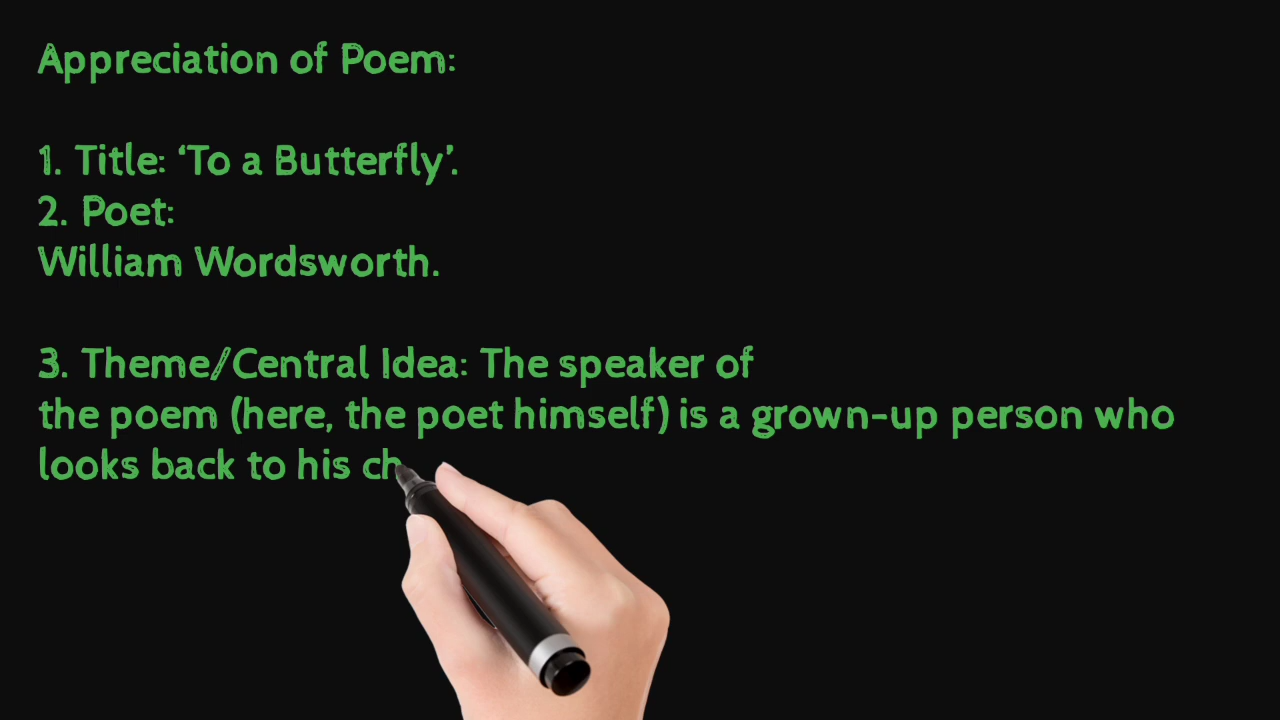 Appreciation of Poem:
1. Title: ‘To a Butterfly’.
2. Poet:
William Wordsworth.
3. Theme/Central Idea: The speaker of
the poem (here, the poet himself) is a grown-up person who
looks back to his ch